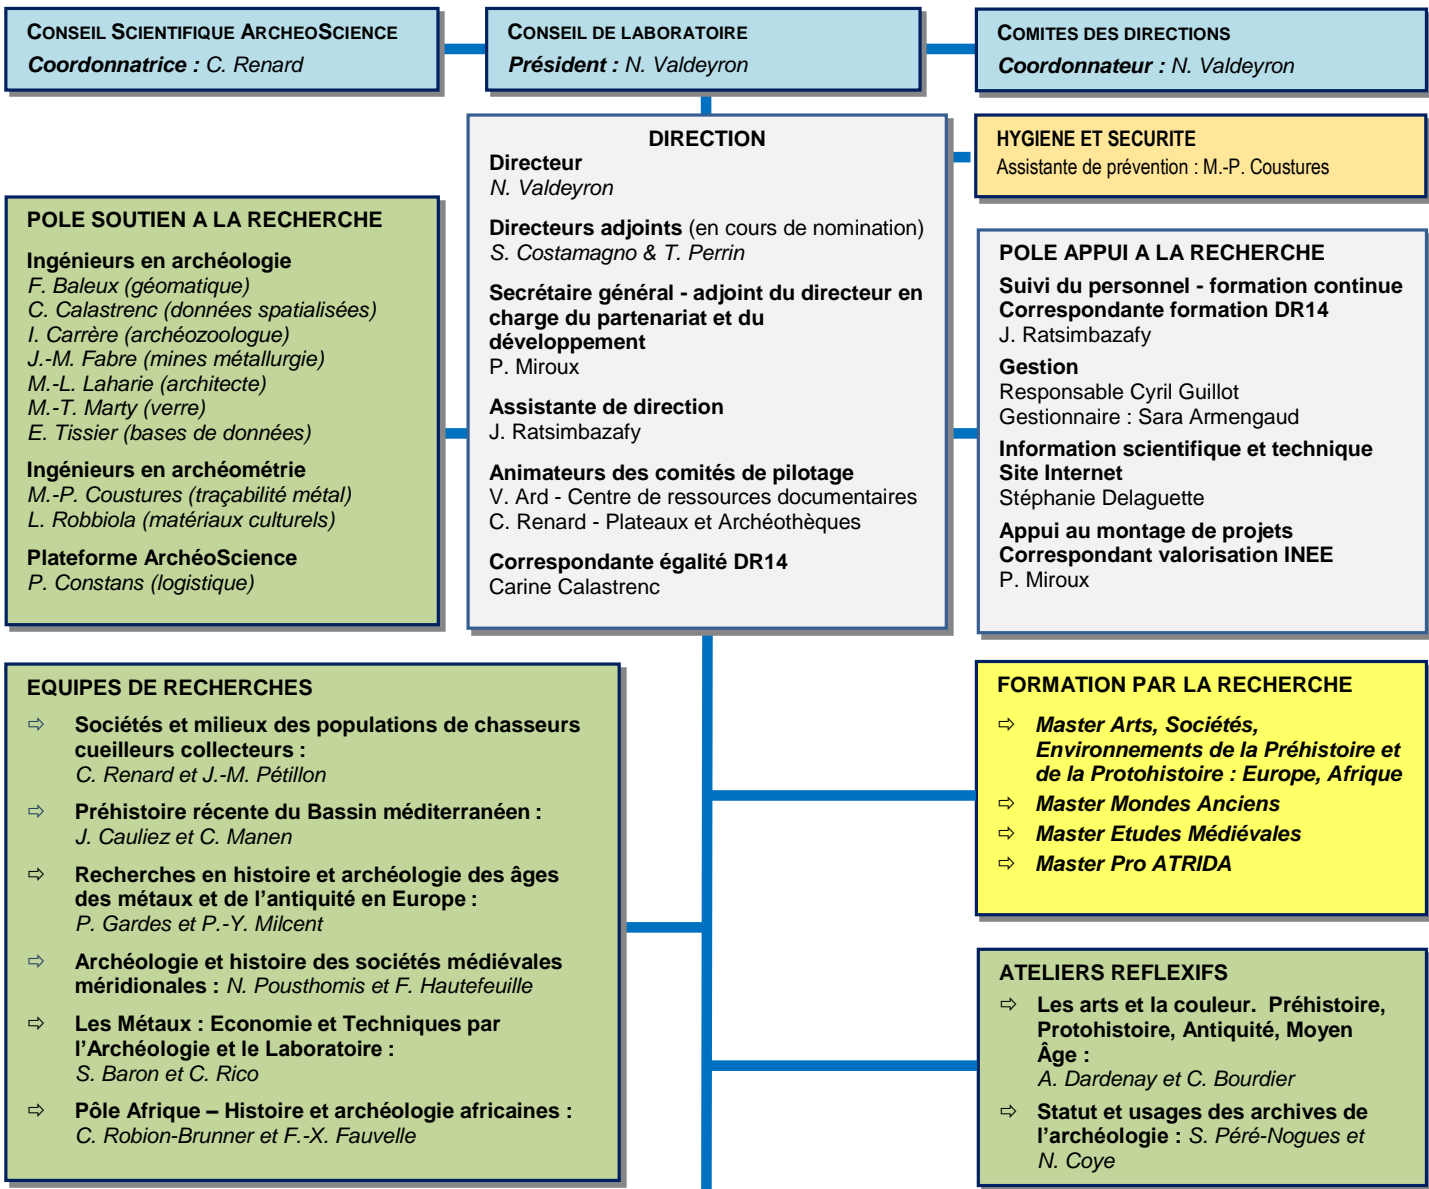 CONSEIL SCIENTIFIQUE ARCHEOSCIENCE
Coordonnatrice : C. Renard
CONSEIL DE LABORATOIRE
Président : N. Valdeyron
COMITES DES DIRECTIONS
Coordonnateur : N. Valdeyron
DIRECTION
Directeur
N. Valdeyron
Directeurs adjoints (en cours de nomination)
S. Costamagno & T. Perrin
Secrétaire général - adjoint du directeur en
charge du partenariat et du
développement
P. Miroux
Assistante de direction
J. Ratsimbazafy
Animateurs des comités de pilotage
V. Ard - Centre de ressources documentaires
C. Renard - Plateaux et Archéothèques
Correspondante égalité DR14
Carine Calastrenc
HYGIENE ET SECURITE
Assistante de prévention : M.-P. Coustures
POLE SOUTIEN A LA RECHERCHE
Ingénieurs en archéologie
F. Baleux (géomatique)
C. Calastrenc (données spatialisées)
I. Carrère (archéozoologue)
J.-M. Fabre (mines métallurgie)
M.-L. Laharie (architecte)
M.-T. Marty (verre)
E. Tissier (bases de données)
Ingénieurs en archéométrie
M.-P. Coustures (traçabilité métal)
L. Robbiola (matériaux culturels)
Plateforme ArchéoScience
P. Constans (logistique)
POLE APPUI A LA RECHERCHE
Suivi du personnel - formation continue
Correspondante formation DR14
J. Ratsimbazafy
Gestion
Responsable Cyril Guillot
Gestionnaire : Sara Armengaud
Information scientifique et technique
Site Internet
Stéphanie Delaguette
Appui au montage de projets
Correspondant valorisation INEE
P. Miroux
EQUIPES DE RECHERCHES
⇨ Sociétés et milieux des populations de chasseurs
cueilleurs collecteurs :
C. Renard et J.-M. Pétillon
⇨ Préhistoire récente du Bassin méditerranéen :
J. Cauliez et C. Manen
⇨ Recherches en histoire et archéologie des âges
des métaux et de l'antiquité en Europe :
P. Gardes et P.-Y. Milcent
⇨ Archéologie et histoire des sociétés médiévales
méridionales : N. Pousthomis et F. Hautefeuille
⇨ Les Métaux : Economie et Techniques par
l'Archéologie et le Laboratoire :
S. Baron et C. Rico
⇨ Pôle Afrique – Histoire et archéologie africaines :
C. Robion-Brunner et F.-X. Fauvelle
FORMATION PAR LA RECHERCHE
⇨ Master Arts, Sociétés,
Environnements de la Préhistoire et
de la Protohistoire : Europe, Afrique
⇨ Master Mondes Anciens
⇨ Master Etudes Médiévales
⇨ Master Pro ATRIDA
ATELIERS REFLEXIFS
⇨ Les arts et la couleur. Préhistoire,
Protohistoire, Antiquité, Moyen
Âge :
A. Dardenay et C. Bourdier
⇨ Statut et usages des archives de
l'archéologie : S. Péré-Nogues et
N. Coye